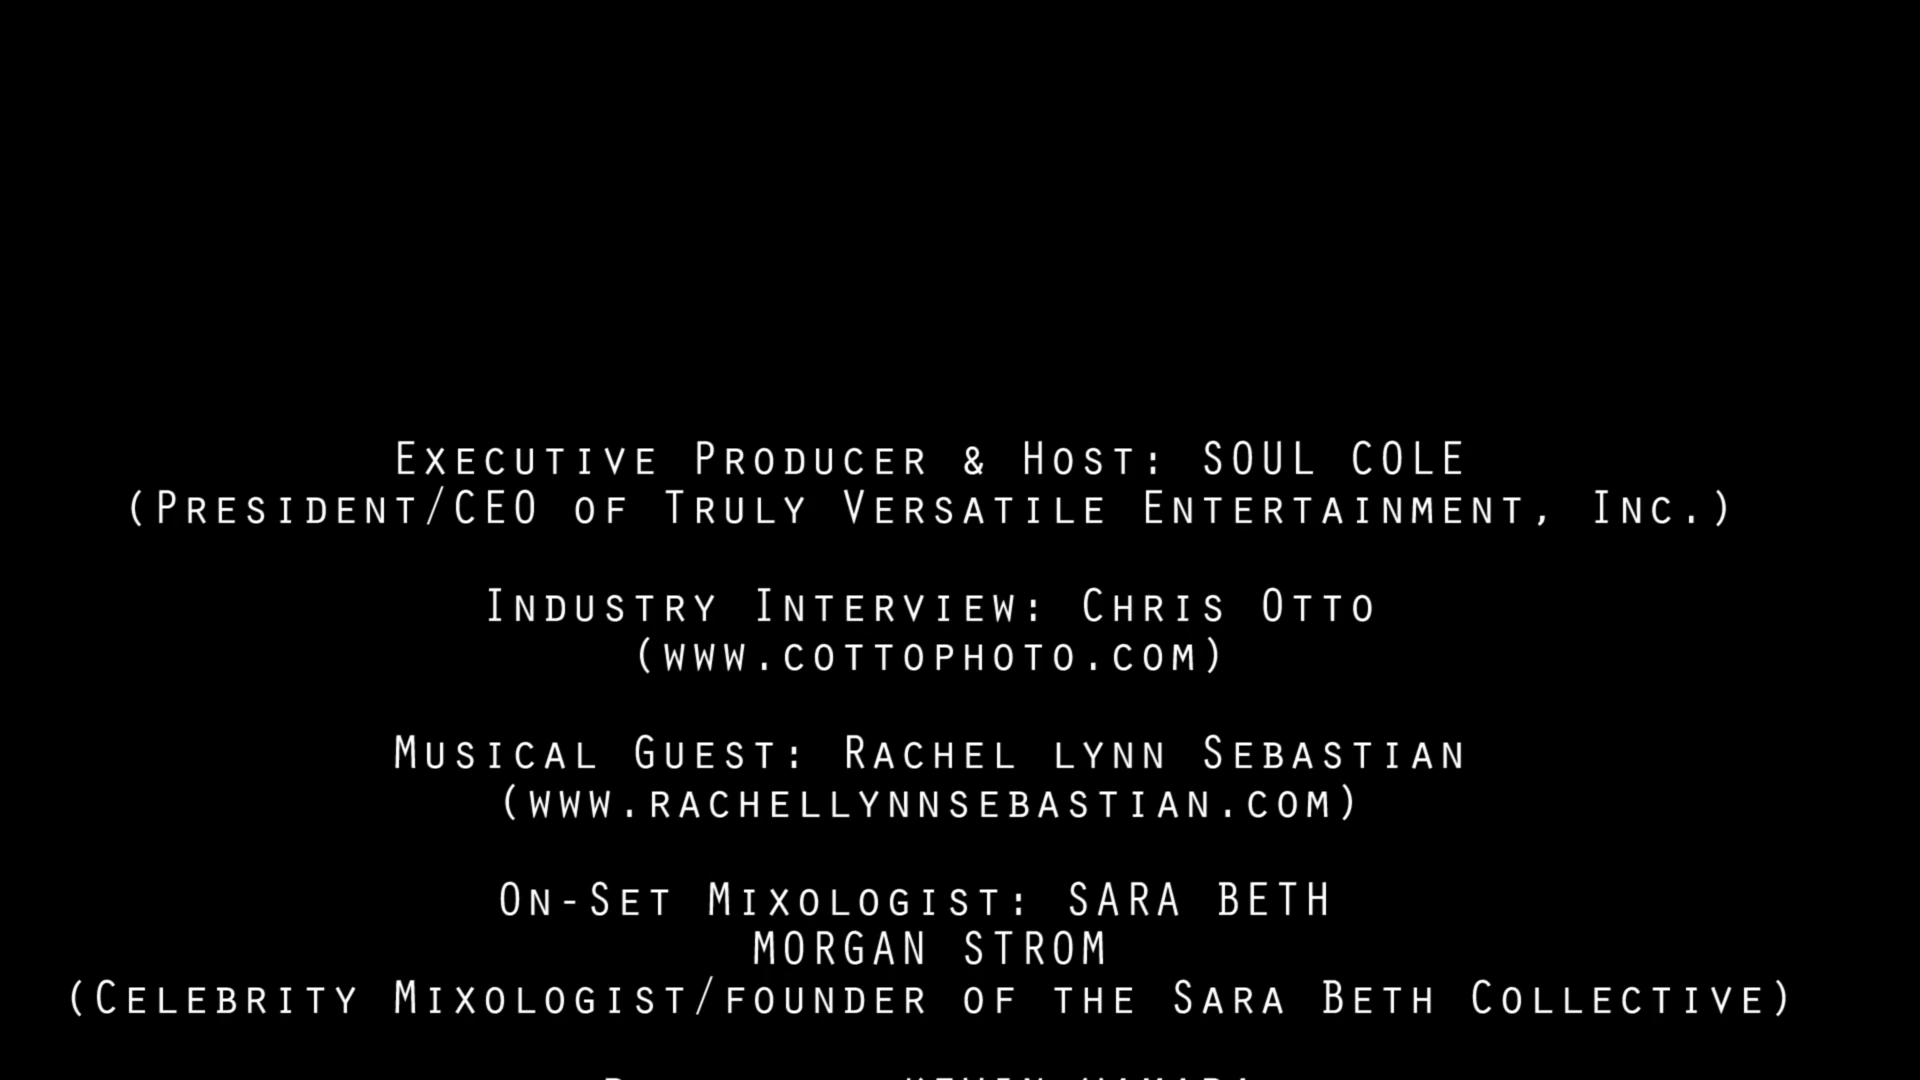 Executive Producer & Host: SOUL COLE
(President/CEO of Truly Versatile Entertainment, Inc.)
Industry Interview: Chris Otto
(www.cottophoto.com)
Musical Guest: Rachel lynn Sebastian
(www.rachellynnsebastian.com)
On-Set Mixologist: SARA BETH
MORGAN STROM
(Celebrity Mixologist/founder of the Sara Beth Collective)